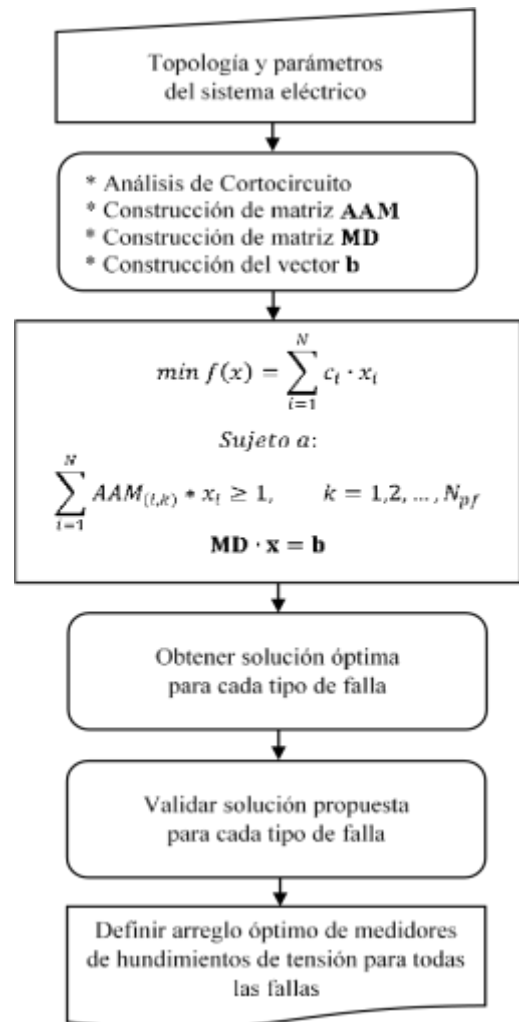 Topología y parámetros
del sistema eléctrico
* Análisis de Cortocircuito
* Construcción de matriz AAM
* Construcción de matriz MD
* Construcción del vector b
min f(x) = ∑_{i=1}^{N} c_i · x_i
Sujeto a:
∑_{i=1}^{N} AAM_{(i,k)} * x_i ≥ 1, k = 1,2, ..., N_{pf}
MD · x = b
Obtener solución óptima
para cada tipo de falla
Validar solución propuesta
para cada tipo de falla
Definir arreglo óptimo de medidores
de hundimientos de tensión para todas
las fallas